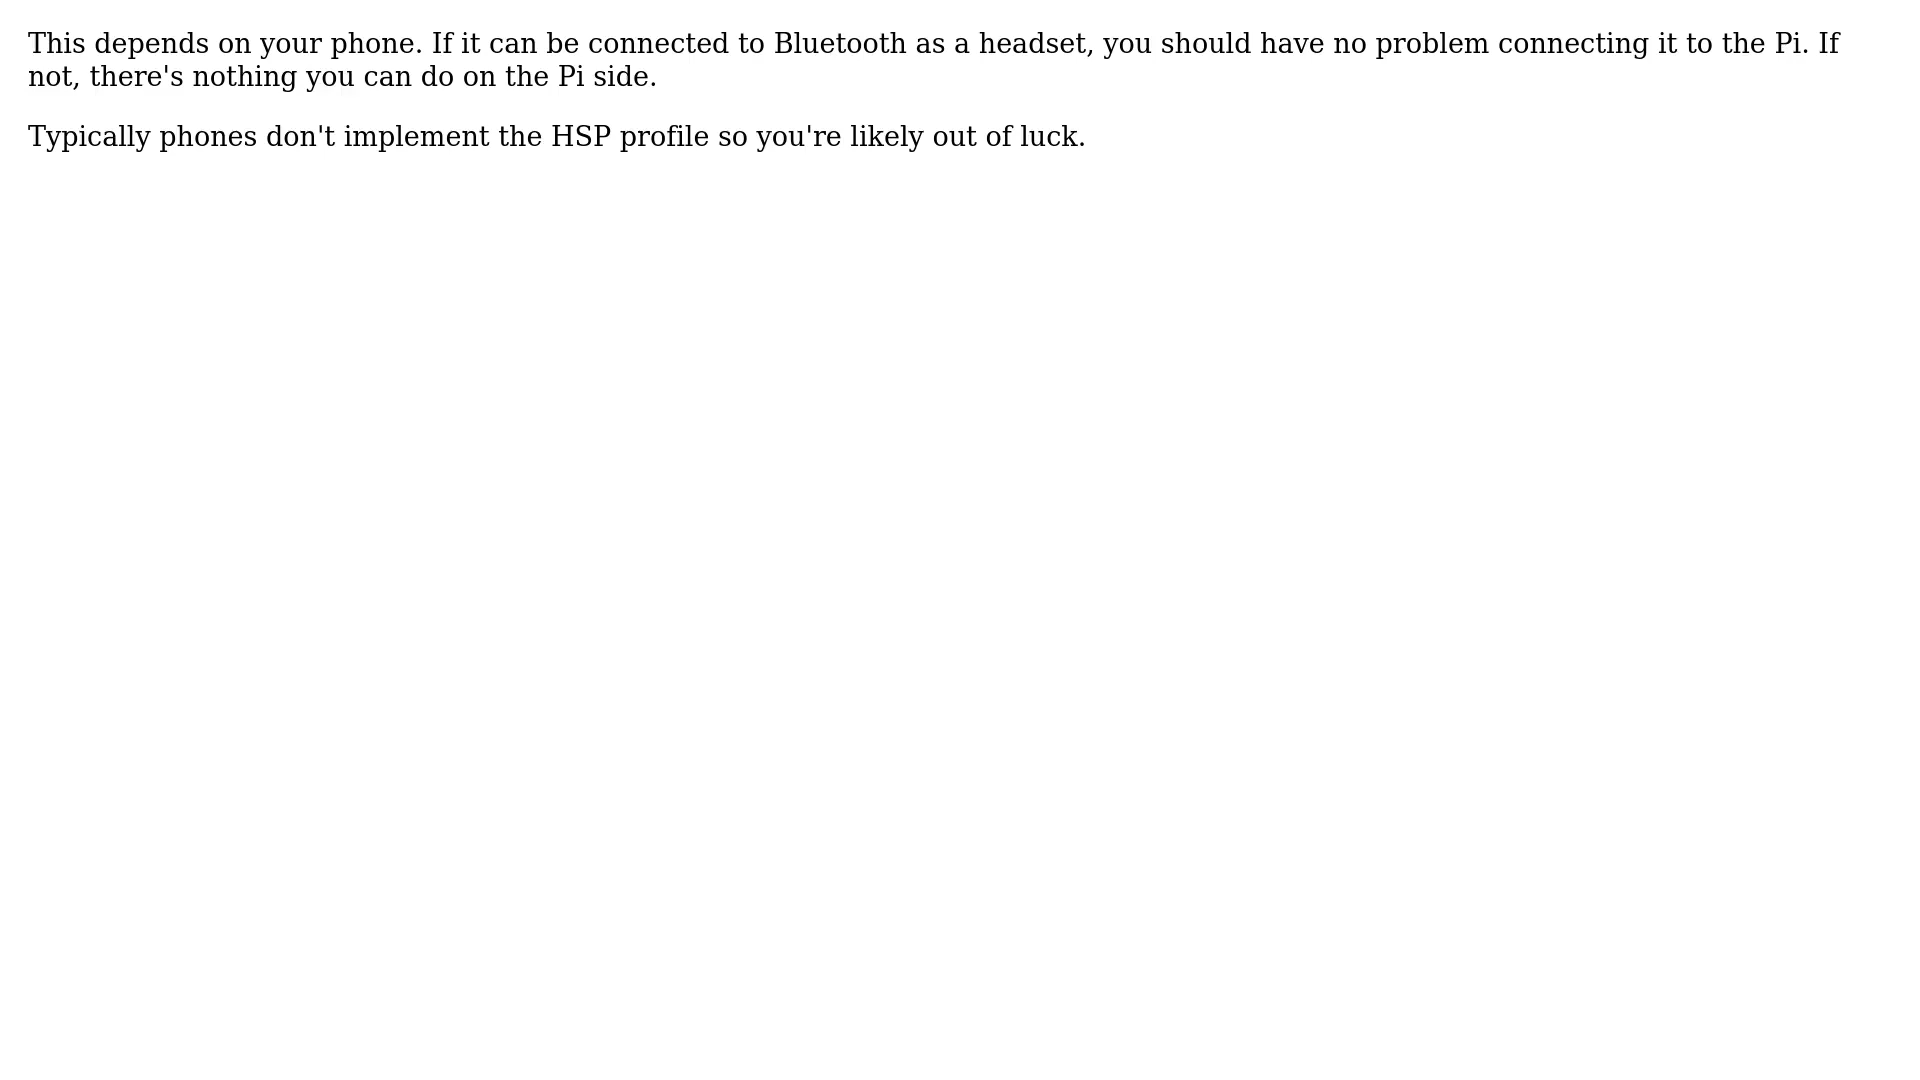 This depends on your phone. If it can be connected to Bluetooth as a headset, you should have no problem connecting it to the Pi. If
not, there's nothing you can do on the Pi side.
Typically phones don't implement the HSP profile so you're likely out of luck.